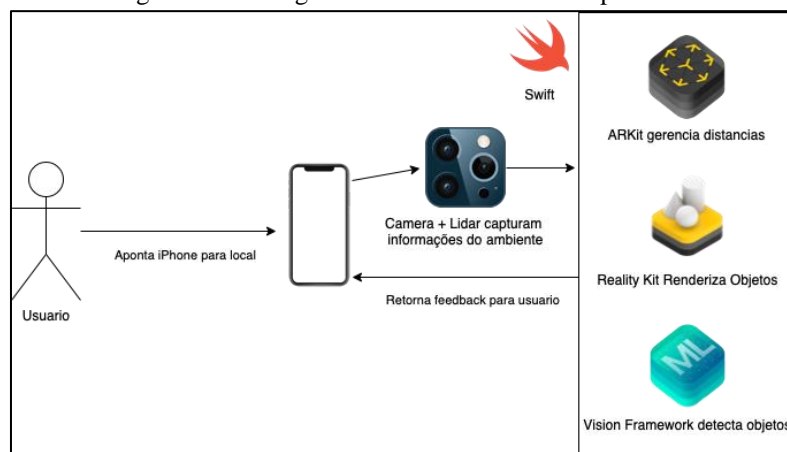 Swift
ARKit gerencia distancias
Camera + Lidar capturam
informações do ambiente
Aponta iPhone para local
Reality Kit Renderiza Objetos
Retorna feedback para usuario
Usuario
ML
Vision Framework detecta objetos